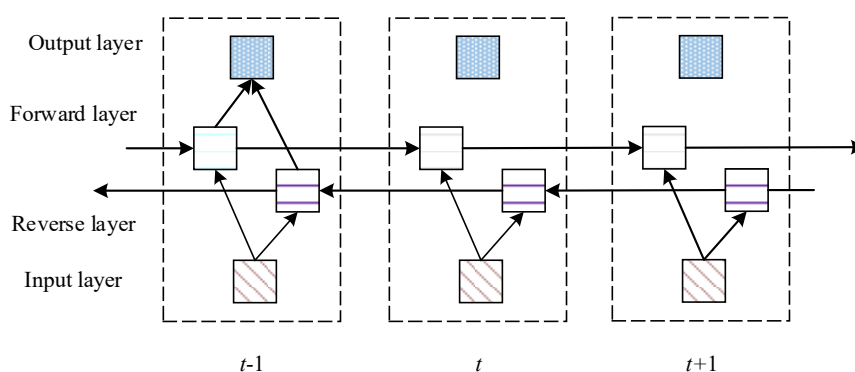 Output layer
Forward layer
Reverse layer
Input layer
t-1 t t+1